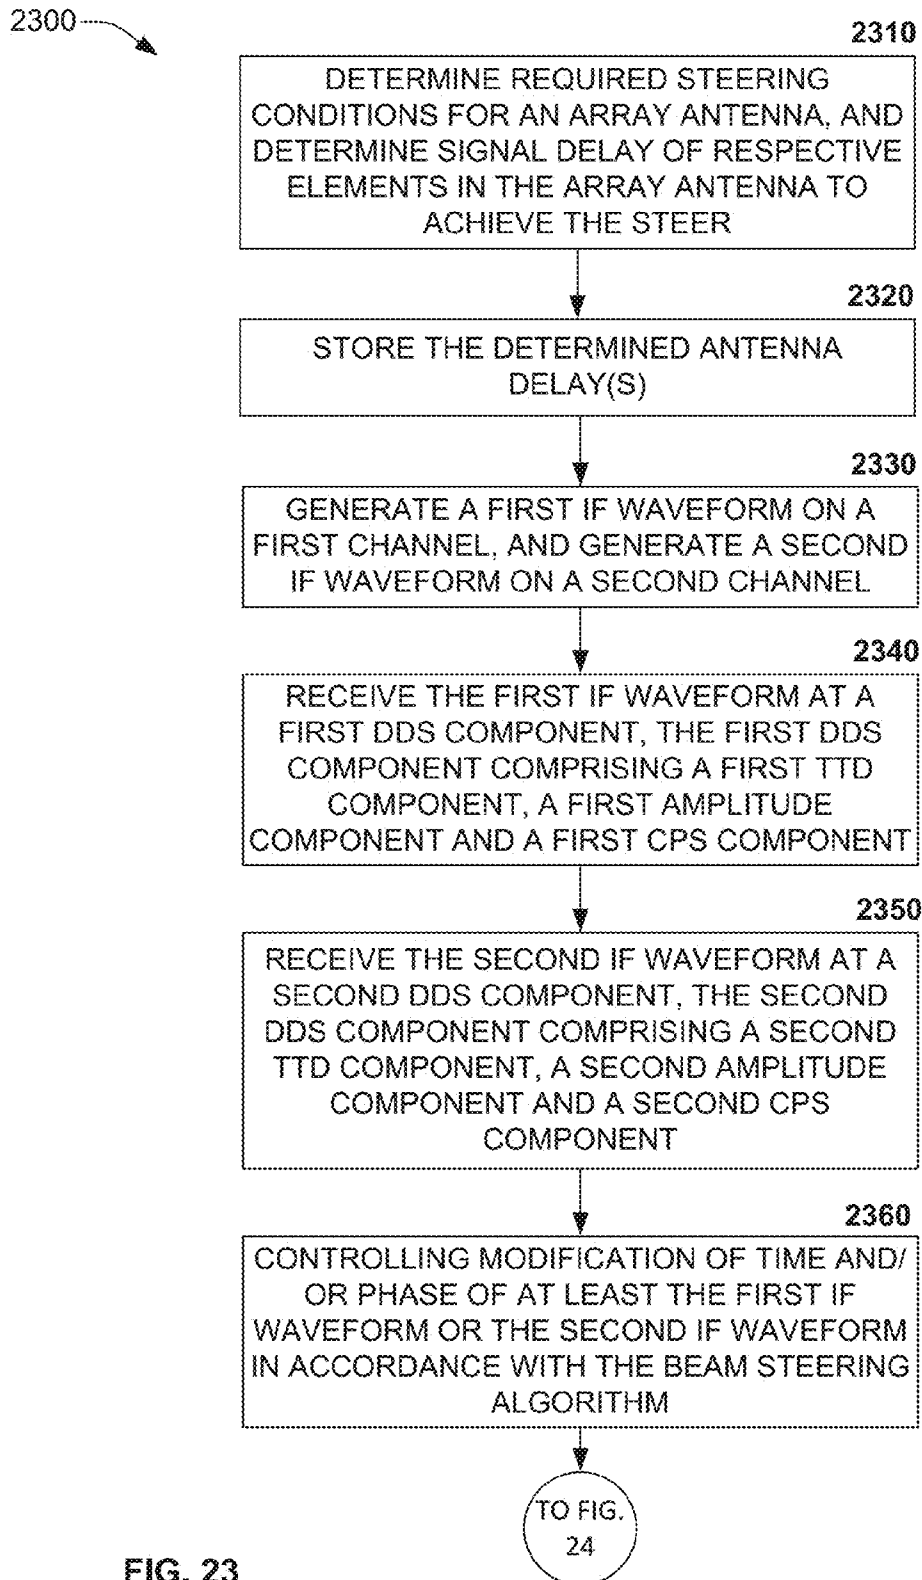 2300
2310
DETERMINE REQUIRED STEERING
CONDITIONS FOR AN ARRAY ANTENNA, AND
DETERMINE SIGNAL DELAY OF RESPECTIVE
ELEMENTS IN THE ARRAY ANTENNA TO
ACHIEVE THE STEER
2320
STORE THE DETERMINED ANTENNA
DELAY(S)
2330
GENERATE A FIRST IF WAVEFORM ON A
FIRST CHANNEL, AND GENERATE A SECOND
IF WAVEFORM ON A SECOND CHANNEL
2340
RECEIVE THE FIRST IF WAVEFORM AT A
FIRST DDS COMPONENT, THE FIRST DDS
COMPONENT COMPRISING A FIRST TTD
COMPONENT, A FIRST AMPLITUDE
COMPONENT AND A FIRST CPS COMPONENT
2350
RECEIVE THE SECOND IF WAVEFORM AT A
SECOND DDS COMPONENT, THE SECOND
DDS COMPONENT COMPRISING A SECOND
TTD COMPONENT, A SECOND AMPLITUDE
COMPONENT AND A SECOND CPS
COMPONENT
2360
CONTROLLING MODIFICATION OF TIME AND/
OR PHASE OF AT LEAST THE FIRST IF
WAVEFORM OR THE SECOND IF WAVEFORM
IN ACCORDANCE WITH THE BEAM STEERING
ALGORITHM
TO FIG.
24
FIG. 23